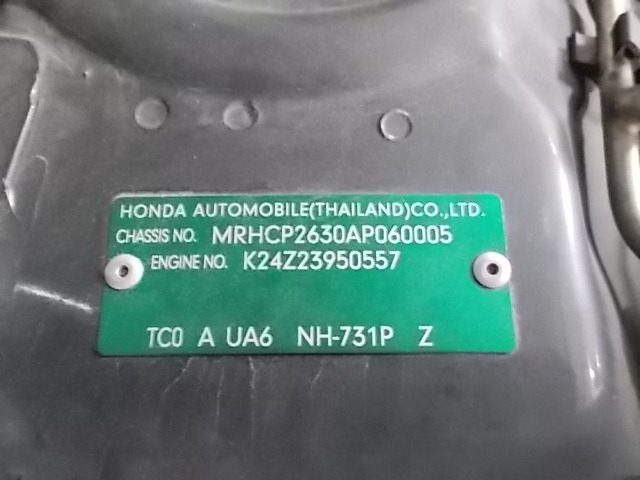 HONDA AUTOMOBILE(THAILAND)CO.,LTD.
CHASSIS NO. MRHCP2630AP060005
ENGINE NO. K24Z23950557
TC0 A UA6 NH-731P Z